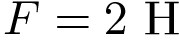 F = 2 H